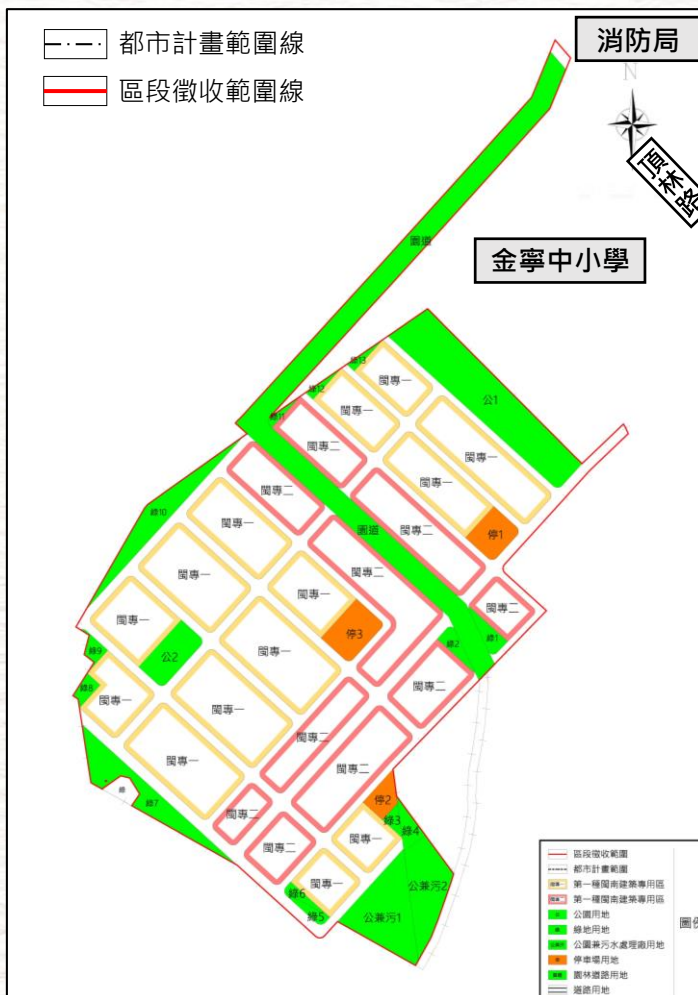 都市計畫範圍線
區段徵收範圍線
消防局
N
頂林路
金寧中小學
園道
綠13
綠12
閩專一
公1
綠11
閩專一
閩專二
閩專一
閩專一
閩專二
綠10
閩專一
園道
閩專二
停1
閩專二
閩專一
閩專一
閩專二
閩專一
停3
綠1
綠2
閩專一
綠9
公2
閩專二
綠8
閩專一
閩專一
閩專二
閩專一
閩專二
綠
綠7
停2
閩專二
綠3
綠4
閩專二
閩專一
閩專一
公兼污2
綠6
綠5
公兼污1
區段徵收範圍
都市計畫範圍
第一種閩南建築專用區
第一種閩南建築專用區
公園用地
綠地用地
公園兼污水處理廠用地
停車場用地
園林道路用地
道路用地
圖例